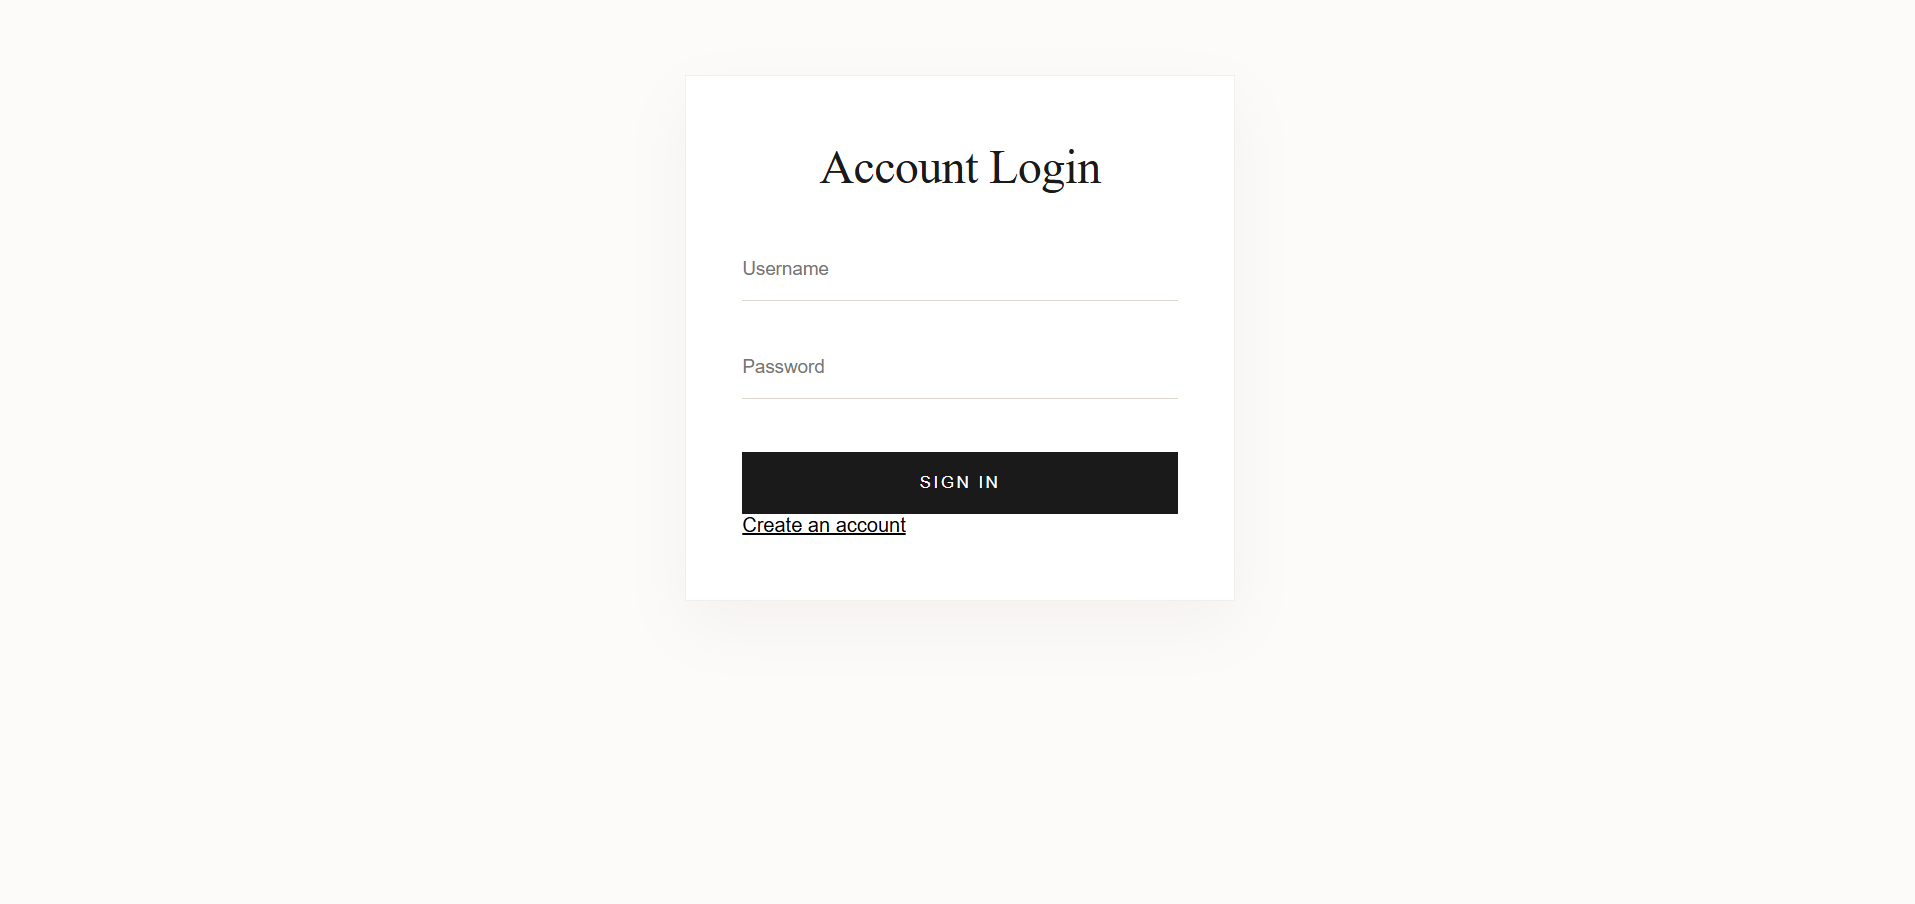 Account Login
Username
Password
SIGN IN
Create an account